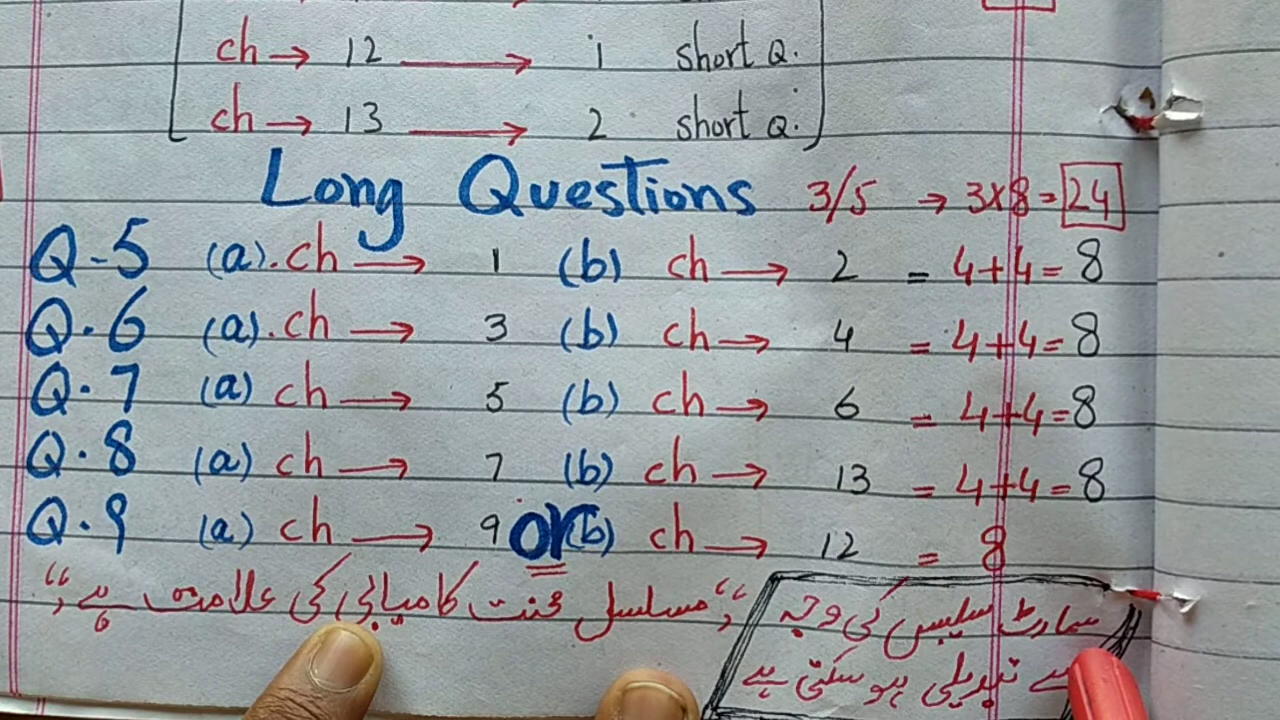 ch → 12 → 1 short Q.
ch → 13 → 2 short Q.
Long Questions 3/5 → 3x8 = 24
Q.5 (a). ch → 1 (b) ch → 2 = 4+4 = 8
Q.6 (a). ch → 3 (b) ch → 4 = 4+4 = 8
Q.7 (a) ch → 5 (b) ch → 6 = 4+4 = 8
Q.8 (a) ch → 7 (b) ch → 13 = 4+4 = 8
Q.9 (a) ch → 9 or (b) ch → 12 = 8
"مسلسل محنت کامیابی کی علامت ہے"
سمارٹ سلیبس کی وجہ
سے تبدیلی ہو سکتی ہے